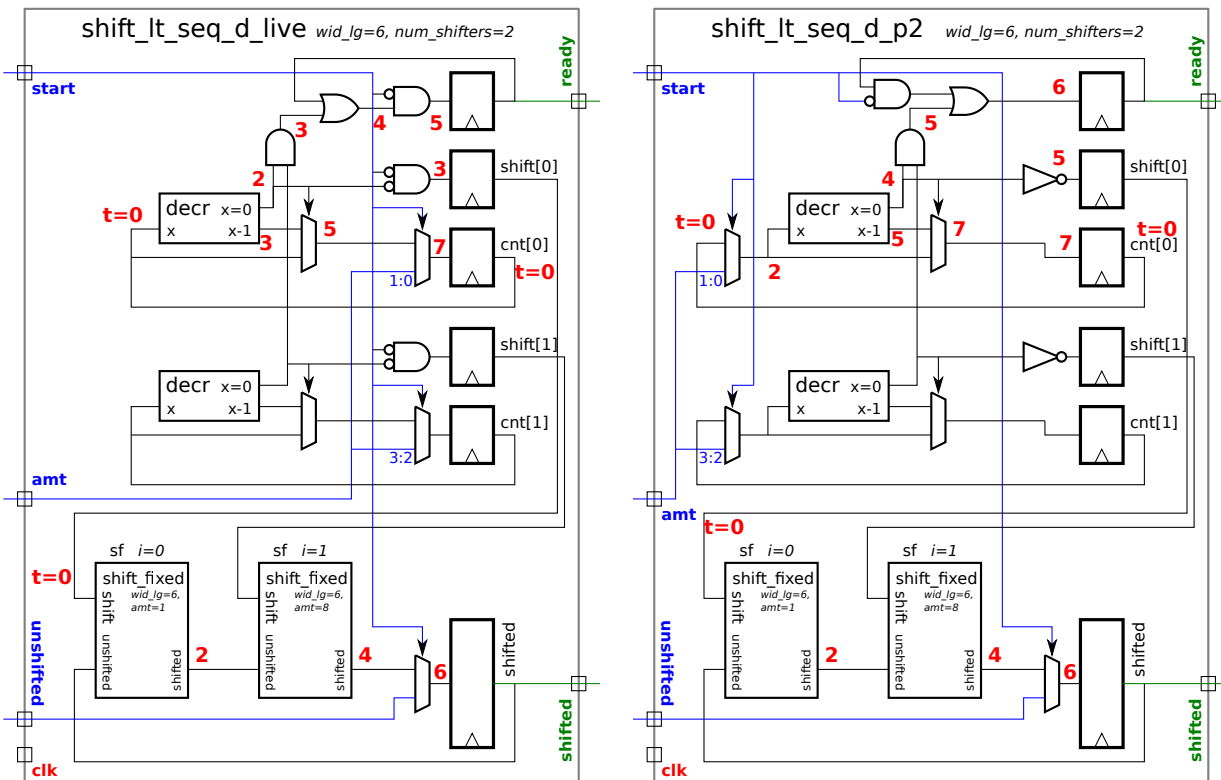 shift_lt_seq_d_live wid_lg=6, num_shifters=2
start
ready
3
4
5
2
3
decr x=0
x x-1
t=0
3
5
7
1:0
shift[0]
cnt[0]
t=0
decr x=0
x x-1
3:2
shift[1]
cnt[1]
amt
sf i=0
shift_fixed
wid_lg=6,
amt=1
shift
unshifted
shifted
t=0
2
sf i=1
shift_fixed
wid_lg=6,
amt=8
shift
unshifted
shifted
4
6
shifted
unshifted
shifted
clk
shift_lt_seq_d_p2 wid_lg=6, num_shifters=2
start
ready
6
5
4
5
t=0
1:0
2
decr x=0
x x-1
5
7
7
shift[0]
t=0
cnt[0]
decr x=0
x x-1
3:2
shift[1]
cnt[1]
amt
t=0
sf i=0
shift_fixed
wid_lg=6,
amt=1
shift
unshifted
shifted
2
sf i=1
shift_fixed
wid_lg=6,
amt=8
shift
unshifted
shifted
4
6
shifted
unshifted
shifted
clk